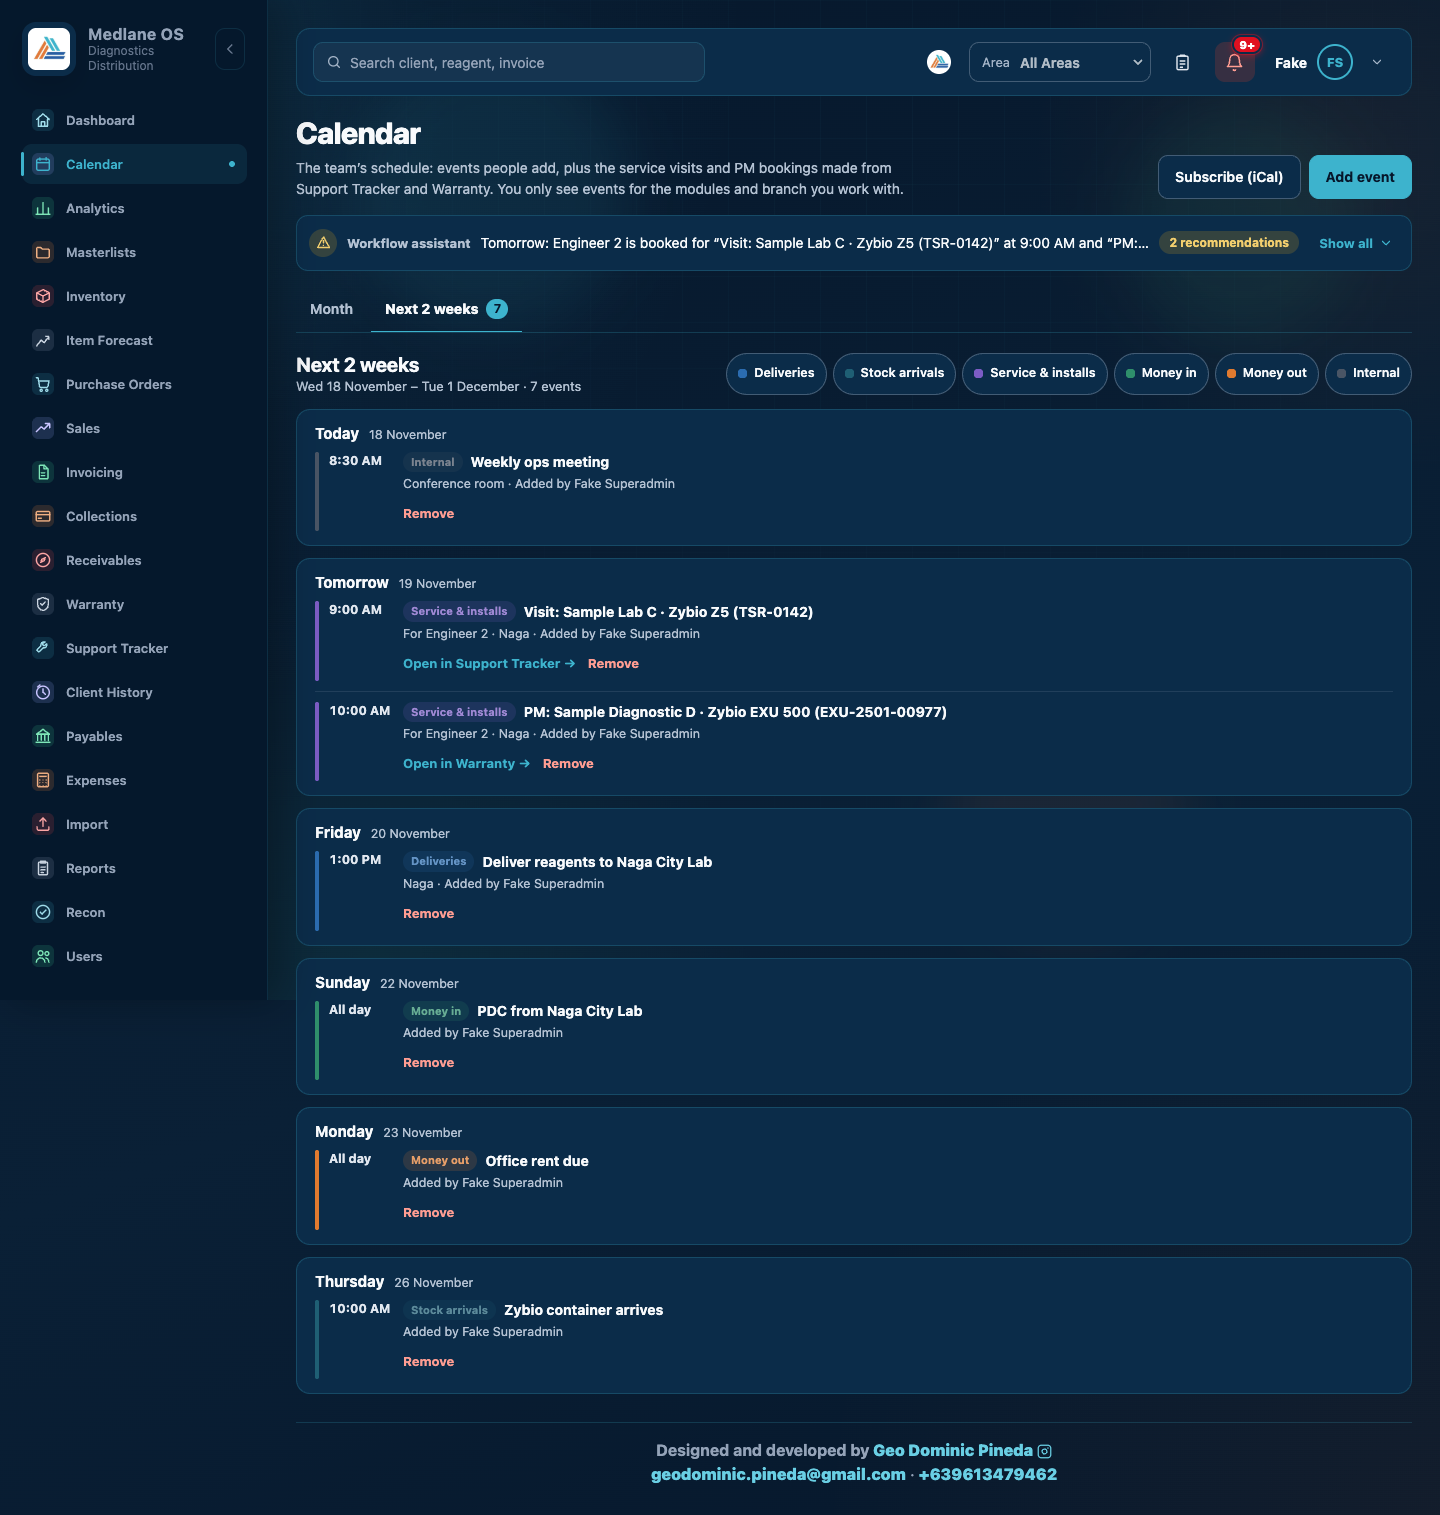 Medlane OS
Diagnostics
Distribution
Search client, reagent, invoice
Area All Areas
9+
Fake
FS
Dashboard
Calendar
Analytics
Masterlists
Inventory
Item Forecast
Purchase Orders
Sales
Invoicing
Collections
Receivables
Warranty
Support Tracker
Client History
Payables
Expenses
Import
Reports
Recon
Users
Calendar
The team's schedule: events people add, plus the service visits and PM bookings made from
Support Tracker and Warranty. You only see events for the modules and branch you work with.
Subscribe (iCal)
Add event
Workflow assistant Tomorrow: Engineer 2 is booked for “Visit: Sample Lab C · Zybio Z5 (TSR-0142)” at 9:00 AM and “PM:... 2 recommendations Show all
Month
Next 2 weeks 7
Next 2 weeks
Wed 18 November – Tue 1 December · 7 events
Deliveries
Stock arrivals
Service & installs
Money in
Money out
Internal
Today 18 November
8:30 AM Internal Weekly ops meeting
Conference room · Added by Fake Superadmin
Remove
Tomorrow 19 November
9:00 AM Service & installs Visit: Sample Lab C · Zybio Z5 (TSR-0142)
For Engineer 2 · Naga · Added by Fake Superadmin
Open in Support Tracker → Remove
10:00 AM Service & installs PM: Sample Diagnostic D · Zybio EXU 500 (EXU-2501-00977)
For Engineer 2 · Naga · Added by Fake Superadmin
Open in Warranty → Remove
Friday 20 November
1:00 PM Deliveries Deliver reagents to Naga City Lab
Naga · Added by Fake Superadmin
Remove
Sunday 22 November
All day Money in PDC from Naga City Lab
Added by Fake Superadmin
Remove
Monday 23 November
All day Money out Office rent due
Added by Fake Superadmin
Remove
Thursday 26 November
10:00 AM Stock arrivals Zybio container arrives
Added by Fake Superadmin
Remove
Designed and developed by Geo Dominic Pineda
geodominic.pineda@gmail.com · +639613479462